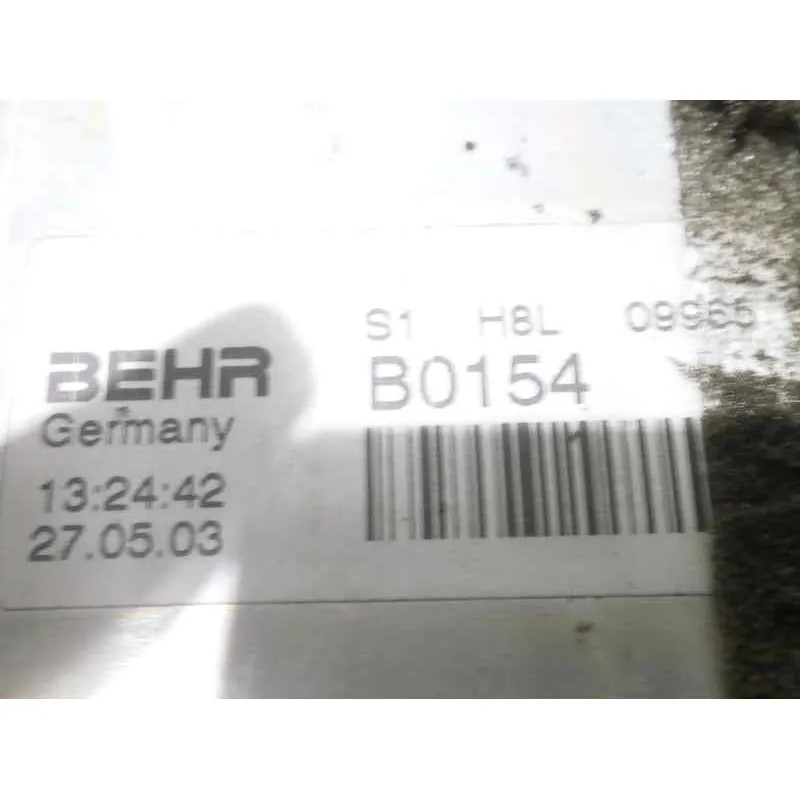 S1 H8L 09965
BEHR B0154
Germany
13:24:42
27.05.03